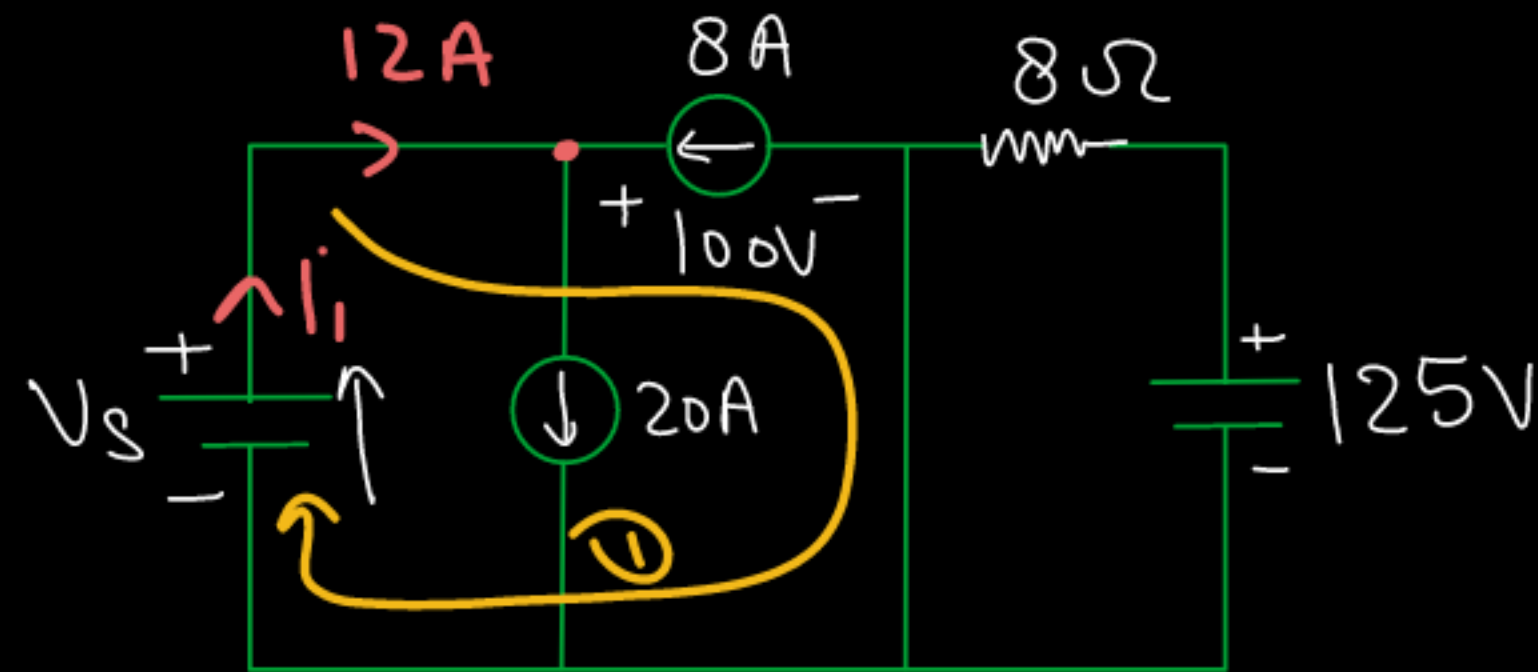 12A
8A
8Ω
+ 100V −
i₁
+
Vs
−
20A
+
125V
−
①